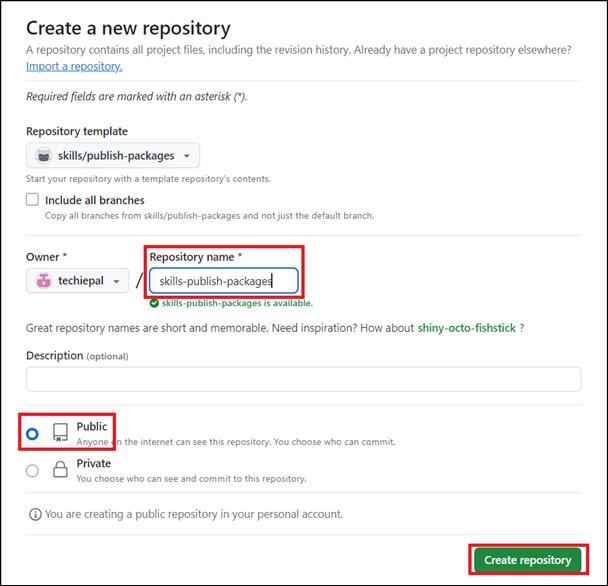 Create a new repository
A repository contains all project files, including the revision history. Already have a project repository elsewhere?
Import a repository.
Required fields are marked with an asterisk (*).
Repository template
skills/publish-packages
Start your repository with a template repository's contents.
Include all branches
Copy all branches from skills/publish-packages and not just the default branch.
Owner * Repository name *
techiepal / skills-publish-packages
skills-publish-packages is available.
Great repository names are short and memorable. Need inspiration? How about shiny-octo-fishstick ?
Description (optional)
Public
Anyone on the internet can see this repository. You choose who can commit.
Private
You choose who can see and commit to this repository.
You are creating a public repository in your personal account.
Create repository